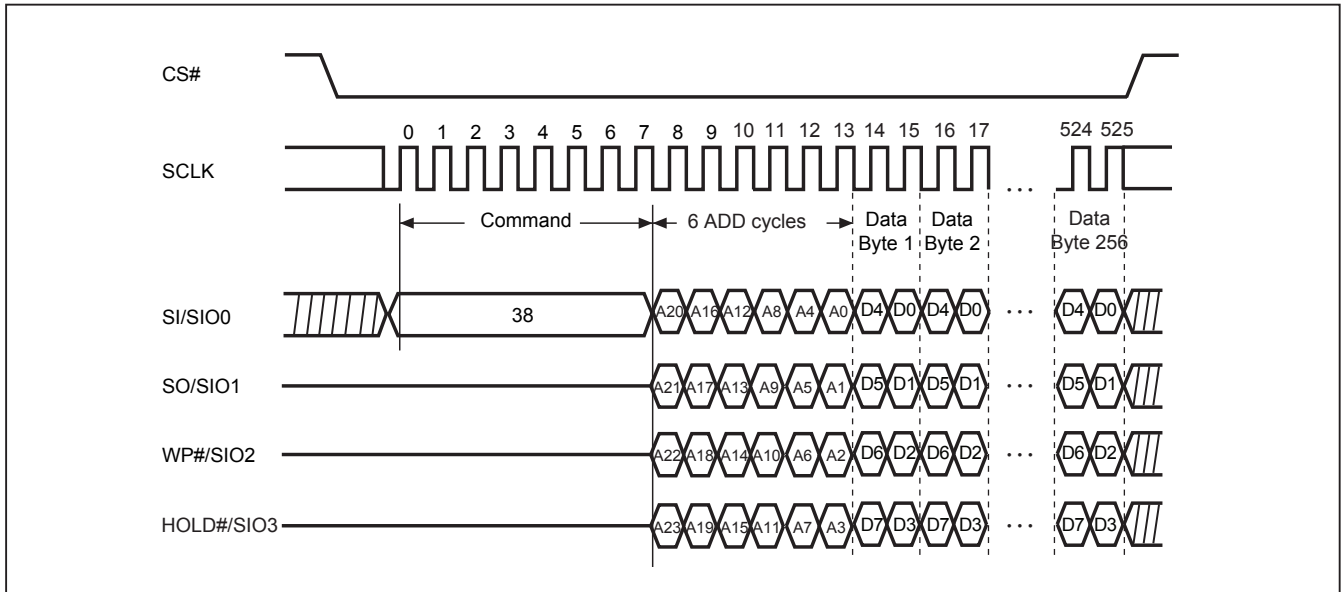 CS#
0 1 2 3 4 5 6 7 8 9 10 11 12 13 14 15 16 17 524 525
SCLK
...
Command 6 ADD cycles Data Data Data
Byte 1 Byte 2 Byte 256
SI/SIO0 38 A20 A16 A12 A8 A4 A0 D4 D0 D4 D0 ... D4 D0
SO/SIO1 A21 A17 A13 A9 A5 A1 D5 D1 D5 D1 ... D5 D1
WP#/SIO2 A22 A18 A14 A10 A6 A2 D6 D2 D6 D2 ... D6 D2
HOLD#/SIO3 A23 A19 A15 A11 A7 A3 D7 D3 D7 D3 ... D7 D3